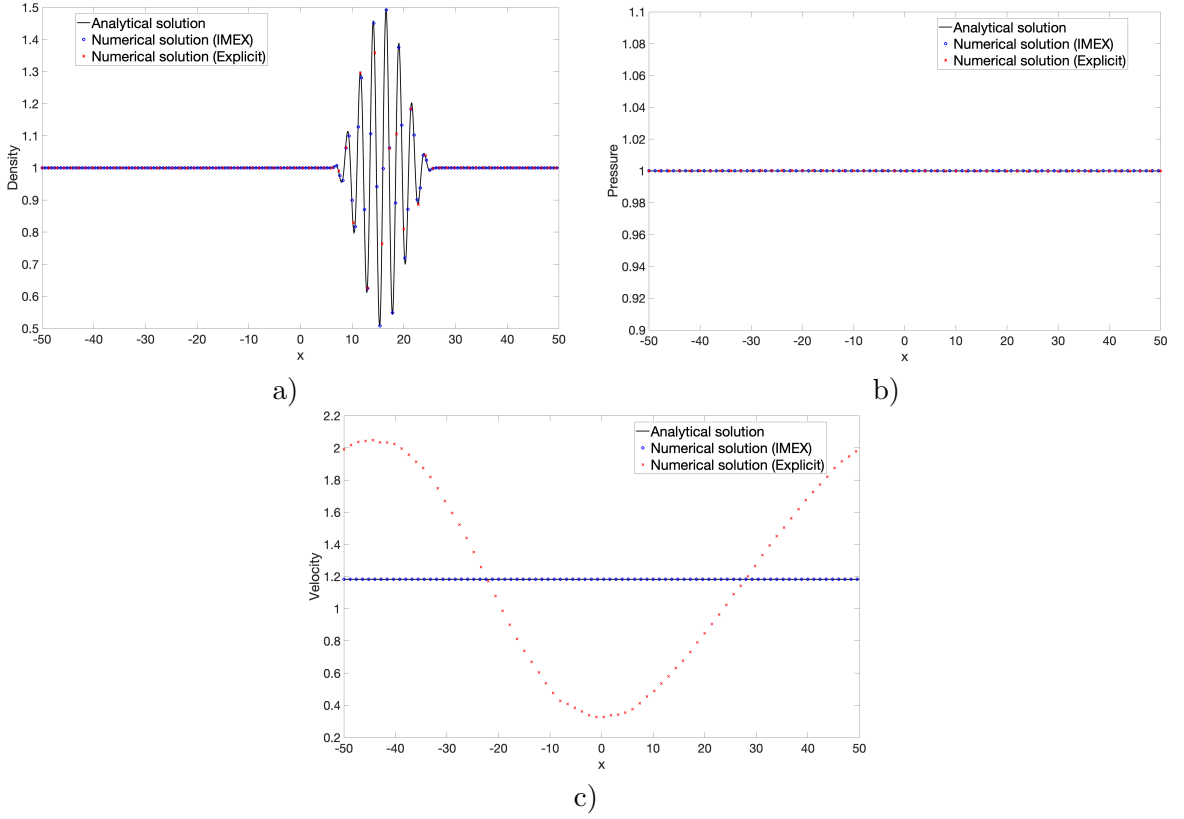 Analytical solution
Numerical solution (IMEX)
Numerical solution (Explicit)
1.5
1.4
1.3
1.2
1.1
1
0.9
0.8
0.7
0.6
0.5
Density
-50 -40 -30 -20 -10 0 10 20 30 40 50
x
a)
Analytical solution
Numerical solution (IMEX)
Numerical solution (Explicit)
1.1
1.08
1.06
1.04
1.02
1
0.98
0.96
0.94
0.92
0.9
Pressure
-50 -40 -30 -20 -10 0 10 20 30 40 50
x
b)
Analytical solution
Numerical solution (IMEX)
Numerical solution (Explicit)
2.2
2
1.8
1.6
1.4
1.2
1
0.8
0.6
0.4
0.2
Velocity
-50 -40 -30 -20 -10 0 10 20 30 40 50
x
c)